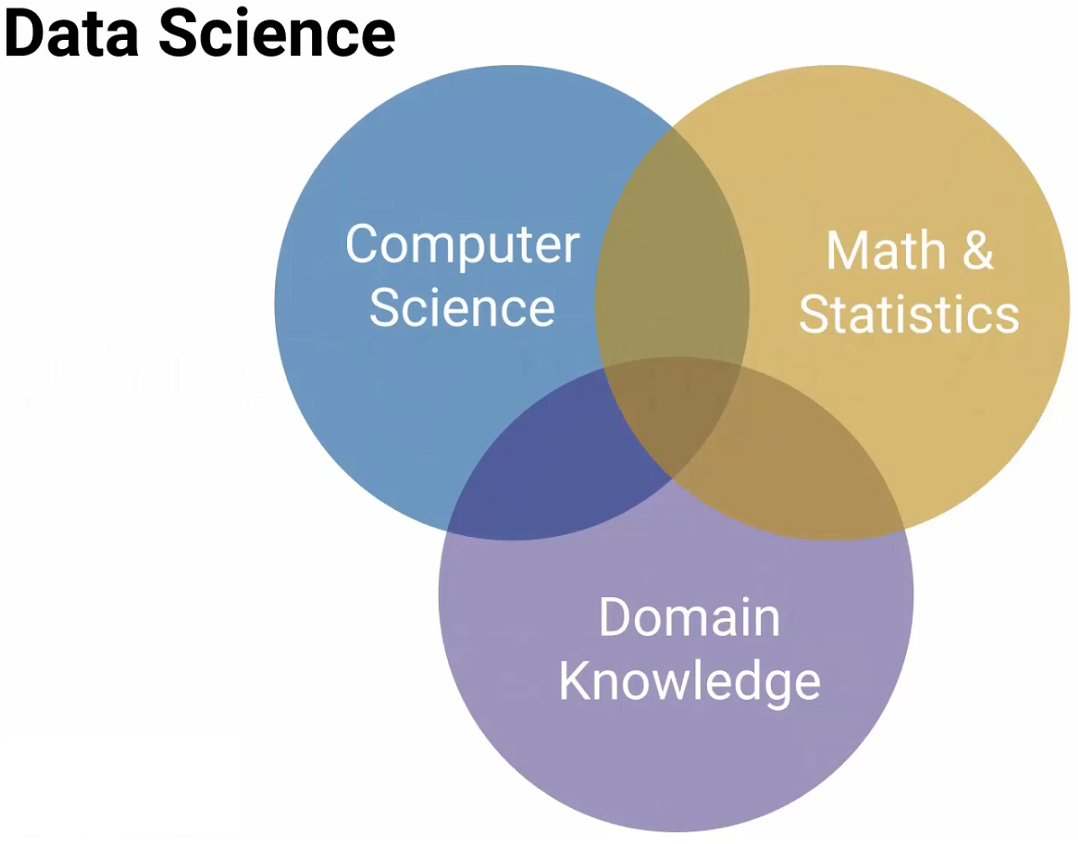 Data Science
Computer
Science
Math &
Statistics
Domain
Knowledge